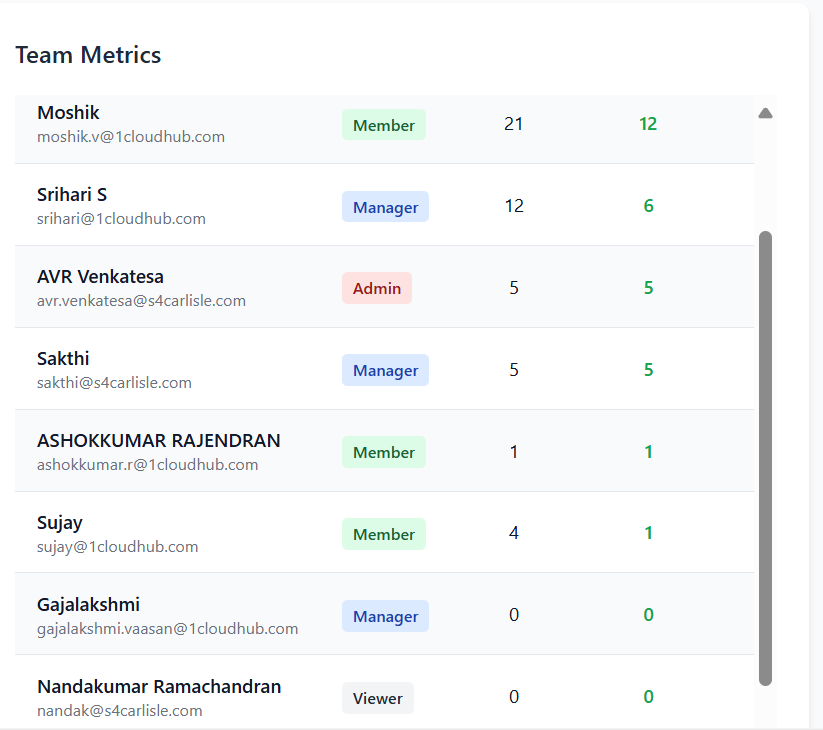 Team Metrics
Moshik
moshik.v@1cloudhub.com
Member 21 12
Srihari S
srihari@1cloudhub.com
Manager 12 6
AVR Venkatesa
avr.venkatesa@s4carlisle.com
Admin 5 5
Sakthi
sakthi@s4carlisle.com
Manager 5 5
ASHOKKUMAR RAJENDRAN
ashokkumar.r@1cloudhub.com
Member 1 1
Sujay
sujay@1cloudhub.com
Member 4 1
Gajalakshmi
gajalakshmi.vaasan@1cloudhub.com
Manager 0 0
Nandakumar Ramachandran
nandak@s4carlisle.com
Viewer 0 0